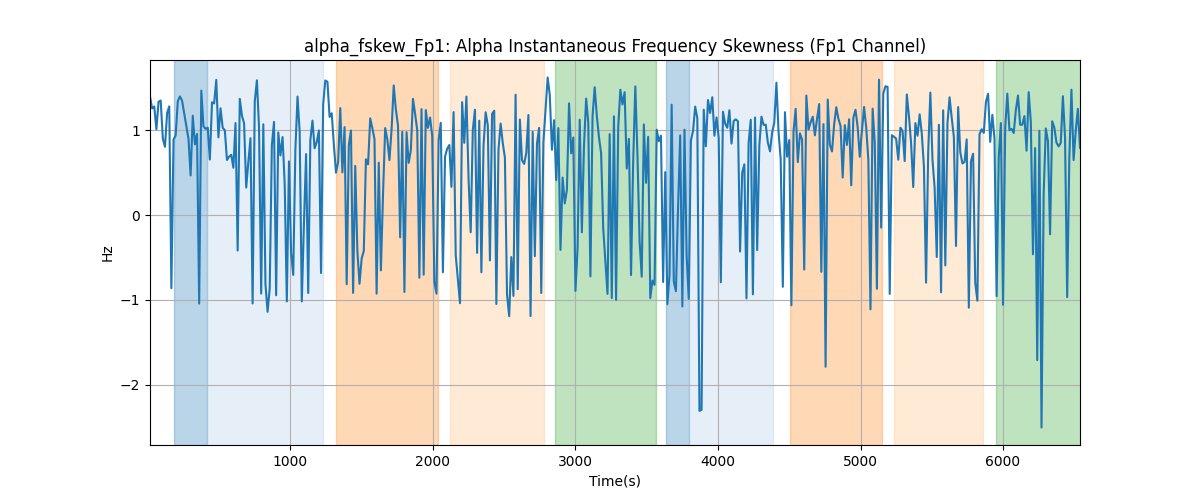 alpha_fskew_Fp1: Alpha Instantaneous Frequency Skewness (Fp1 Channel)
1
0
−1
−2
Hz
1000 2000 3000 4000 5000 6000
Time(s)